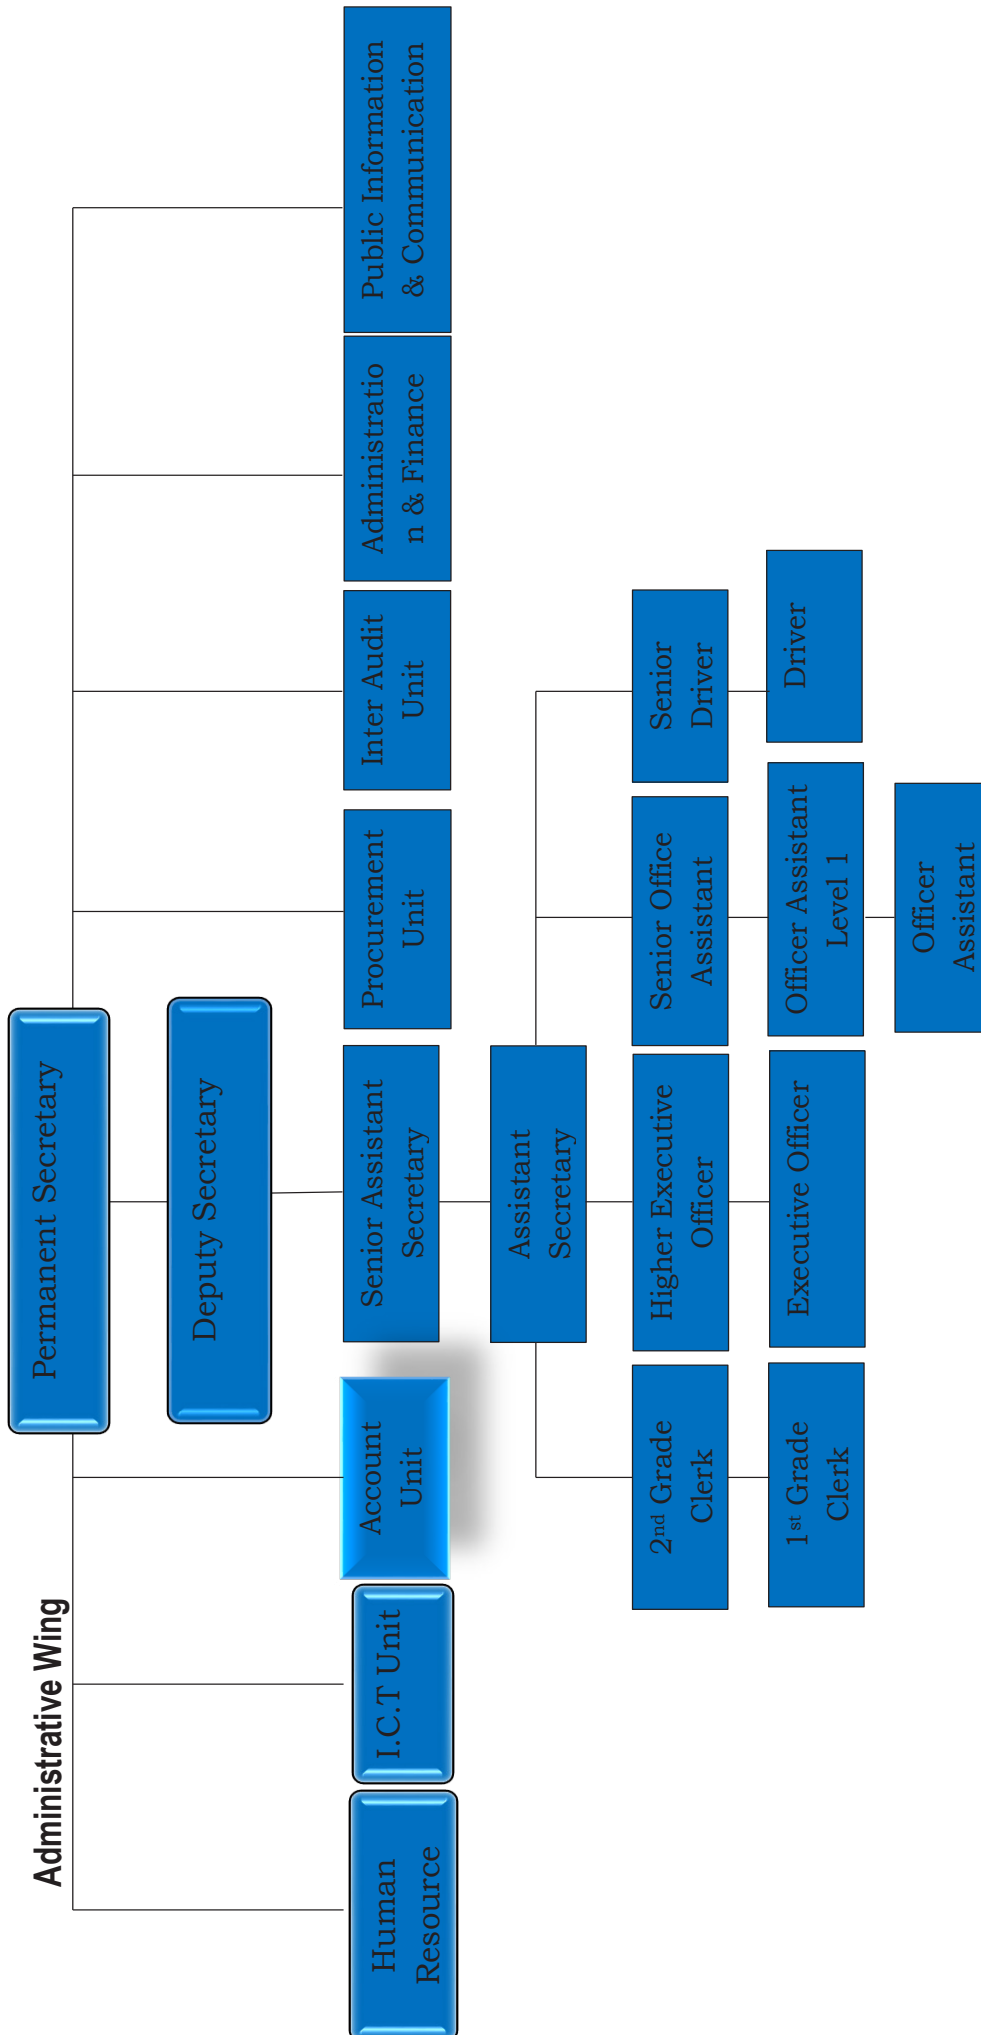 Administrative Wing
Permanent Secretary
Deputy Secretary
Human
Resource
I.C.T Unit
Account
Unit
Senior Assistant
Secretary
Procurement
Unit
Inter Audit
Unit
Administratio
n & Finance
Public Information
& Communication
Assistant
Secretary
2nd Grade
Clerk
Higher Executive
Officer
Senior Office
Assistant
Senior
Driver
1st Grade
Clerk
Executive Officer
Officer Assistant
Level 1
Driver
Officer
Assistant